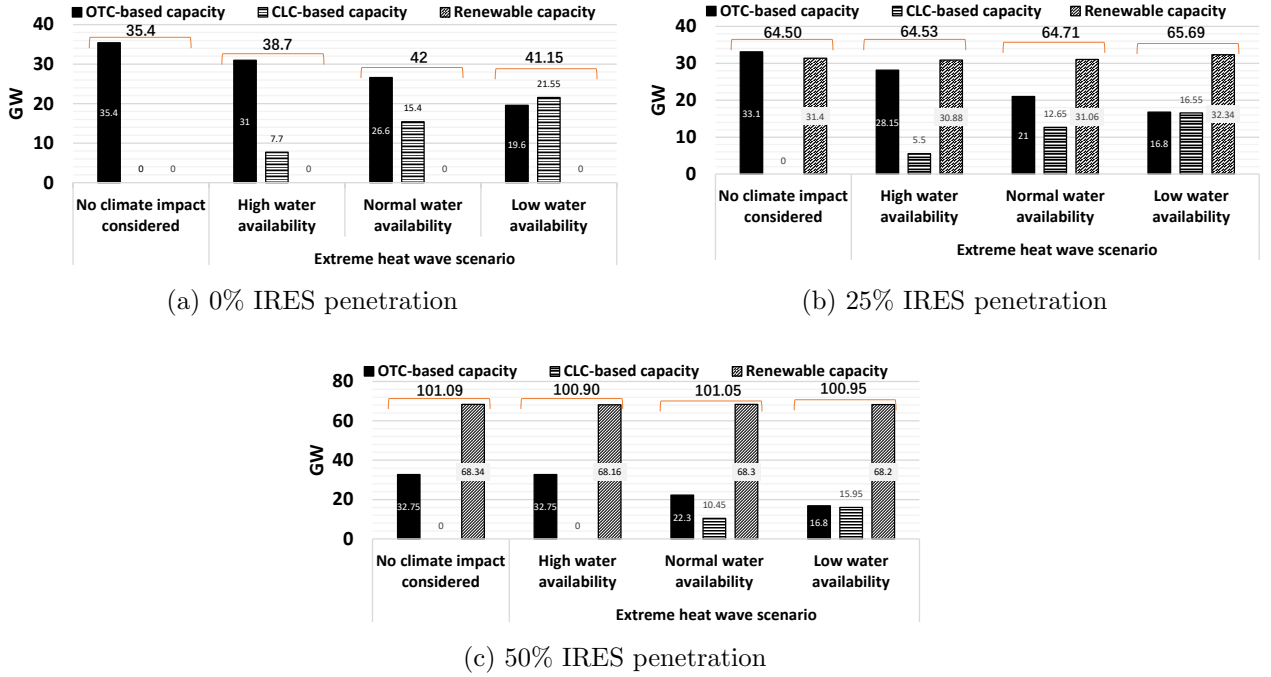 OTC-based capacity CLC-based capacity Renewable capacity
35.4 38.7 42 41.15
GW
40
30
20
10
0
35.4 0 0
31 7.7 0
26.6 15.4 0
19.6 21.55 0
No climate impact considered
High water availability
Normal water availability
Low water availability
Extreme heat wave scenario
(a) 0% IRES penetration
OTC-based capacity CLC-based capacity Renewable capacity
64.50 64.53 64.71 65.69
GW
40
30
20
10
0
33.1 0 31.4
28.15 5.5 30.88
21 12.65 31.06
16.8 16.55 32.34
No climate impact considered
High water availability
Normal water availability
Low water availability
Extreme heat wave scenario
(b) 25% IRES penetration
OTC-based capacity CLC-based capacity Renewable capacity
101.09 100.90 101.05 100.95
GW
80
60
40
20
0
32.75 0 68.34
32.75 0 68.16
22.3 10.45 68.3
16.8 15.95 68.2
No climate impact considered
High water availability
Normal water availability
Low water availability
Extreme heat wave scenario
(c) 50% IRES penetration